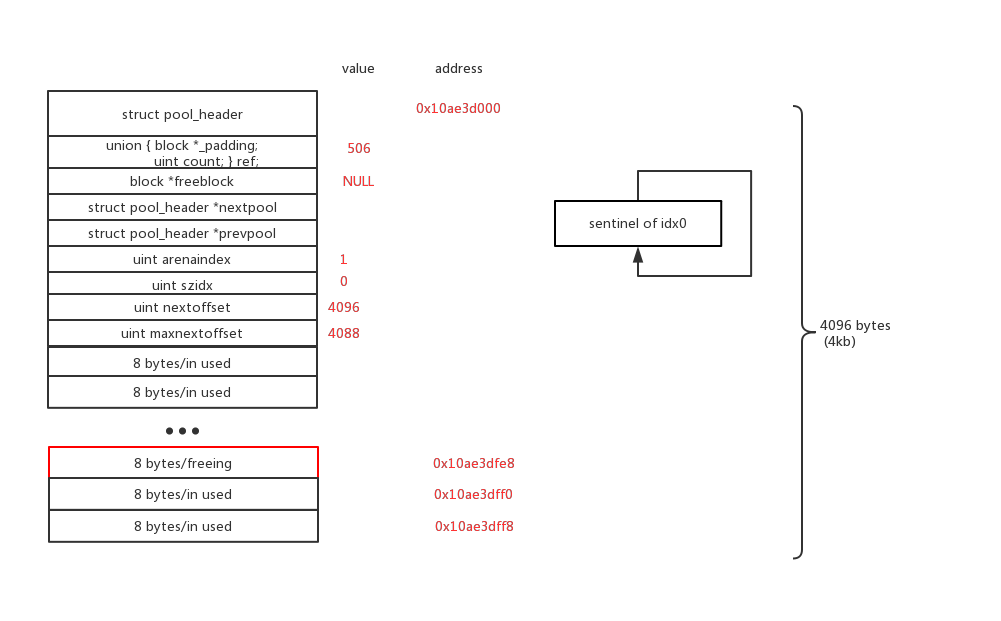 value address
struct pool_header 0x10ae3d000
union { block *_padding;
uint count; } ref; 506
block *freeblock NULL
struct pool_header *nextpool
struct pool_header *prevpool
uint arenaindex 1
uint szidx 0
uint nextoffset 4096
uint maxnextoffset 4088
8 bytes/in used
8 bytes/in used
8 bytes/freeing 0x10ae3dfe8
8 bytes/in used 0x10ae3dff0
8 bytes/in used 0x10ae3dff8
sentinel of idx0
4096 bytes
(4kb)